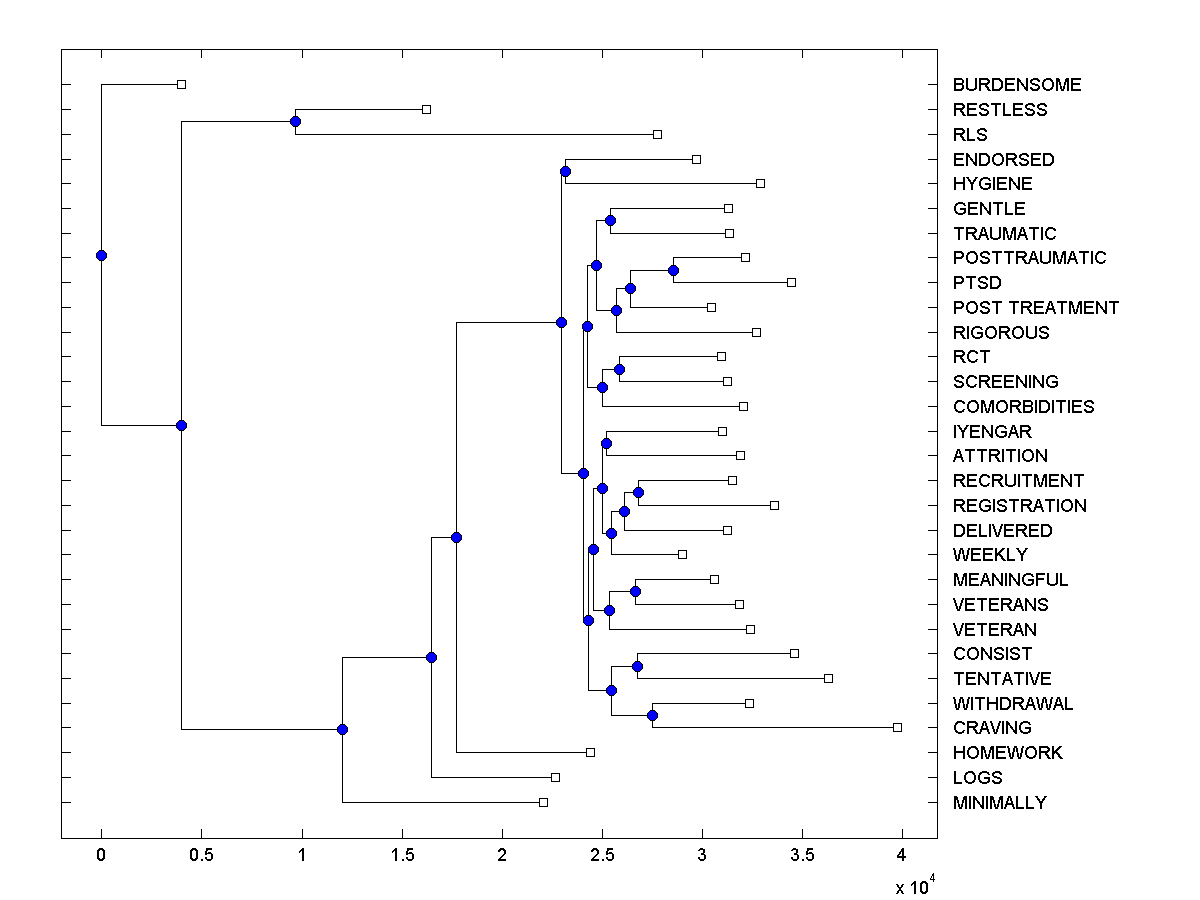 BURDENSOME
RESTLESS
RLS
ENDORSED
HYGIENE
GENTLE
TRAUMATIC
POSTTRAUMATIC
PTSD
POST TREATMENT
RIGOROUS
RCT
SCREENING
COMORBIDITIES
IYENGAR
ATTRITION
RECRUITMENT
REGISTRATION
DELIVERED
WEEKLY
MEANINGFUL
VETERANS
VETERAN
CONSIST
TENTATIVE
WITHDRAWAL
CRAVING
HOMEWORK
LOGS
MINIMALLY
0 0.5 1 1.5 2 2.5 3 3.5 4
x 10^4